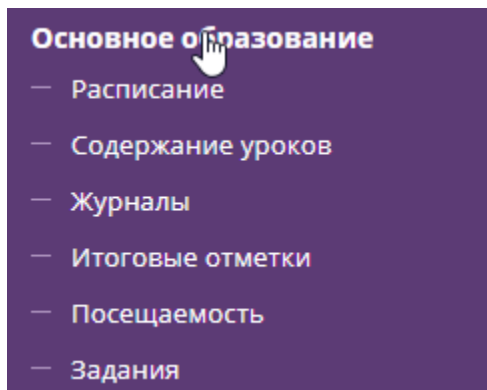 Основное образование
— Расписание
— Содержание уроков
— Журналы
— Итоговые отметки
— Посещаемость
— Задания